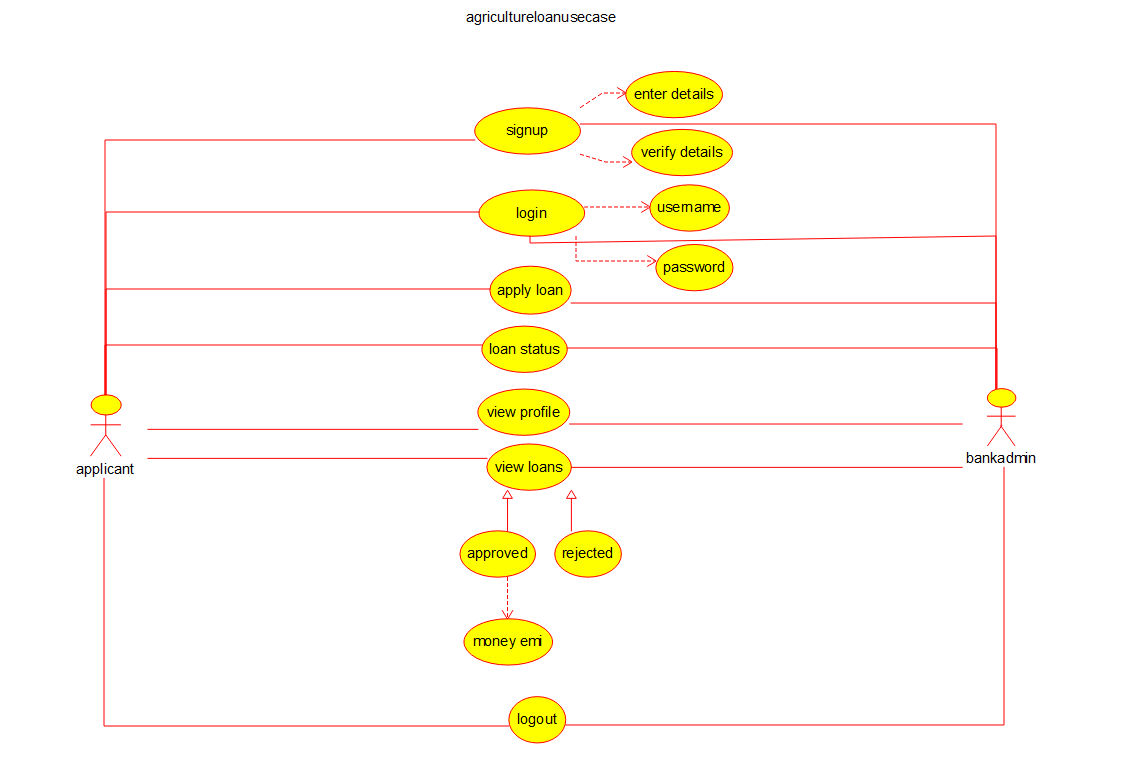 agricultureloanusecase
enter details
signup
verify details
username
login
password
apply loan
loan status
view profile
applicant
bankadmin
view loans
approved
rejected
money emi
logout